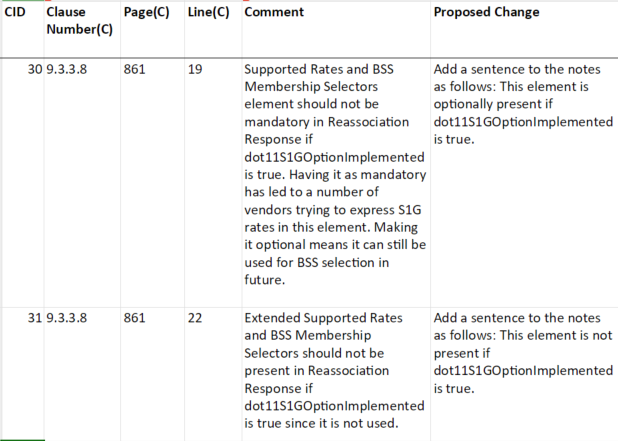 CID Clause Number(C) Page(C) Line(C) Comment Proposed Change
30 9.3.3.8 861 19
Supported Rates and BSS
Membership Selectors
element should not be
mandatory in Reassociation
Response if
dot11S1GOptionImplemented
is true. Having it as mandatory
has led to a number of
vendors trying to express S1G
rates in this element. Making
it optional means it can still be
used for BSS selection in
future.
Add a sentence to the notes
as follows: This element is
optionally present if
dot11S1GOptionImplemented
is true.
31 9.3.3.8 861 22
Extended Supported Rates
and BSS Membership
Selectors should not be
present in Reassociation
Response if
dot11S1GOptionImplemented
is true since it is not used.
Add a sentence to the notes
as follows: This element is not
present if
dot11S1GOptionImplemented
is true.